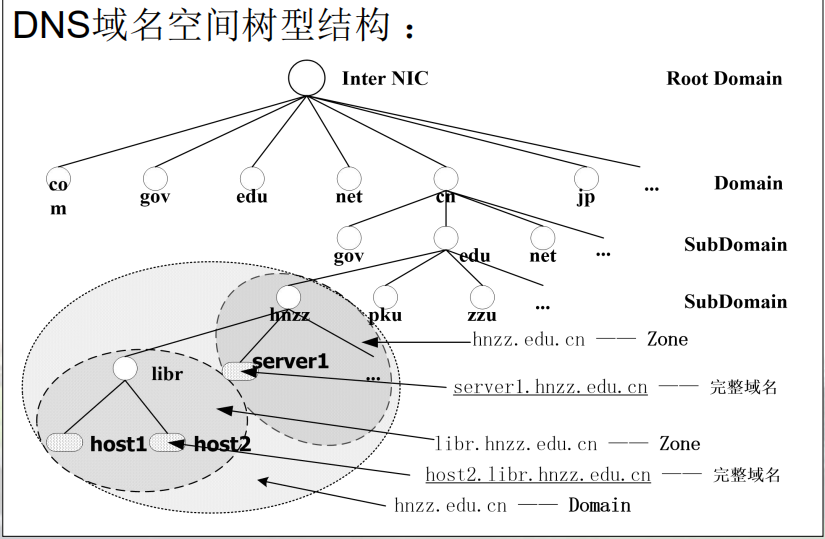 DNS域名空间树型结构：
Inter NIC
Root Domain
co
m
gov
edu
net
cn
jp
...
Domain
gov
edu
net
...
SubDomain
hnzz
pku
zzu
...
SubDomain
hnzz.edu.cn —— Zone
server1
libr
...
server1.hnzz.edu.cn —— 完整域名
host1
host2
libr.hnzz.edu.cn —— Zone
host2.libr.hnzz.edu.cn —— 完整域名
hnzz.edu.cn —— Domain